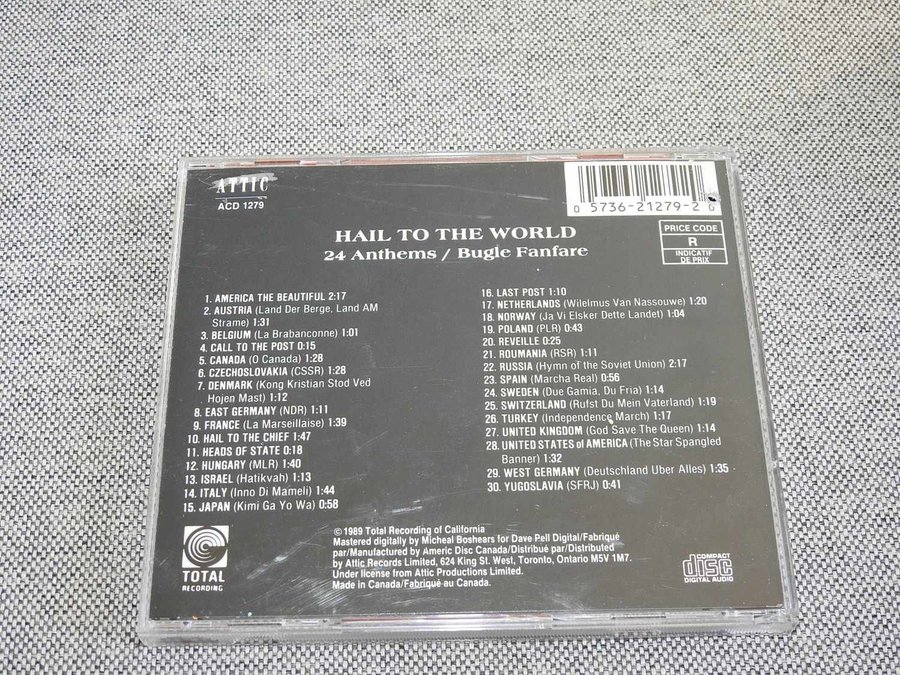 ATTIC
ACD 1279
0 5736-21279-2 6
HAIL TO THE WORLD
24 Anthems / Bugle Fanfare
PRICE CODE
R
INDICATIF
DE PRIX
1. AMERICA THE BEAUTIFUL 2:17
2. AUSTRIA (Land Der Berge, Land AM
Strame) 1:31
3. BELGIUM (La Brabanconne) 1:01
4. CALL TO THE POST 0:15
5. CANADA (O Canada) 1:28
6. CZECHOSLOVAKIA (CSSR) 1:28
7. DENMARK (Kong Kristian Stod Ved
Hojen Mast) 1:12
8. EAST GERMANY (NDR) 1:11
9. FRANCE (La Marseillaise) 1:39
10. HAIL TO THE CHIEF 1:47
11. HEADS OF STATE 0:18
12. HUNGARY (MLR) 1:40
13. ISRAEL (Hatikvah) 1:13
14. ITALY (Inno Di Mameli) 1:44
15. JAPAN (Kimi Ga Yo Wa) 0:58
16. LAST POST 1:10
17. NETHERLANDS (Wilelmus Van Nassouwe) 1:20
18. NORWAY (Ja Vi Elsker Dette Landet) 1:04
19. POLAND (PLR) 0:43
20. REVEILLE 0:25
21. ROUMANIA (RSR) 1:11
22. RUSSIA (Hymn of the Soviet Union) 2:17
23. SPAIN (Marcha Real) 0:56
24. SWEDEN (Due Gamia, Du Fria) 1:14
25. SWITZERLAND (Rufst Du Mein Vaterland) 1:19
26. TURKEY (Independence March) 1:17
27. UNITED KINGDOM (God Save The Queen) 1:14
28. UNITED STATES of AMERICA (The Star Spangled
Banner) 1:32
29. WEST GERMANY (Deutschland Uber Alles) 1:35
30. YUGOSLAVIA (SFRJ) 0:41
TOTAL
RECORDING
© 1989 Total Recording of California
Mastered digitally by Micheal Boshears for Dave Pell Digital/Fabriqué
par/Manufactured by Americ Disc Canada/Distribué par/Distributed
by Attic Records Limited, 624 King St. West, Toronto, Ontario M5V 1M7.
Under license from Attic Productions Limited.
Made in Canada/Fabriqué au Canada.
COMPACT
disc
DIGITAL AUDIO